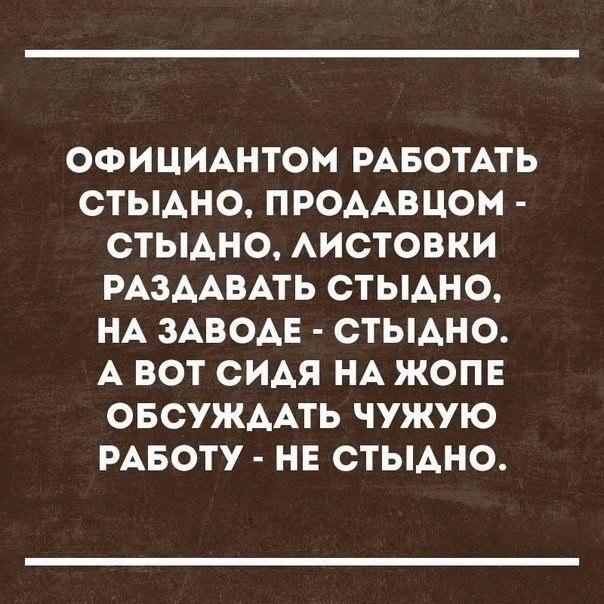 ОФИЦИАНТОМ РАБОТАТЬ
СТЫДНО, ПРОДАВЦОМ -
СТЫДНО, ЛИСТОВКИ
РАЗДАВАТЬ СТЫДНО,
НА ЗАВОДЕ - СТЫДНО.
А ВОТ СИДЯ НА ЖОПЕ
ОБСУЖДАТЬ ЧУЖУЮ
РАБОТУ - НЕ СТЫДНО.